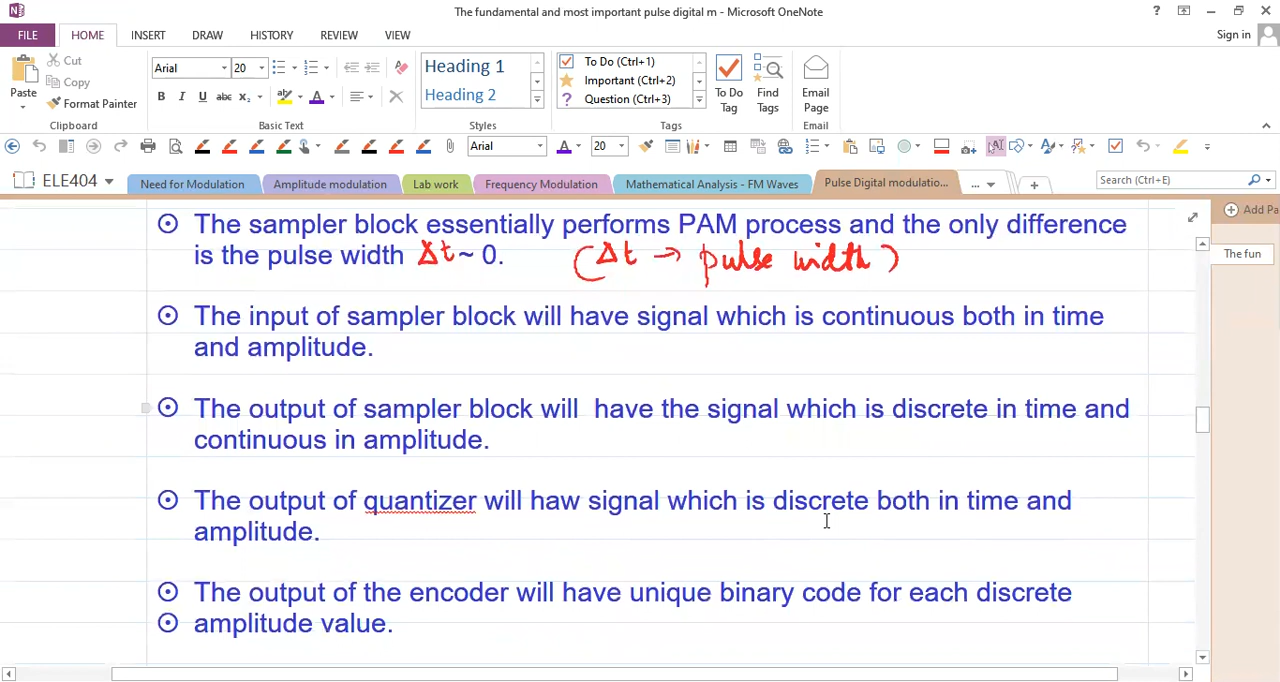 The fundamental and most important pulse digital m - Microsoft OneNote
?
Sign in
FILE HOME INSERT DRAW HISTORY REVIEW VIEW
Paste
Cut
Copy
Format Painter
Clipboard
Arial 20
B I U abc x₂ A
Basic Text
Heading 1
Heading 2
Styles
To Do (Ctrl+1)
Important (Ctrl+2)
Question (Ctrl+3)
To Do Tag
Find Tags
Tags
Email Page
Email
Arial A 20
ELE404 Need for Modulation Amplitude modulation Lab work Frequency Modulation Mathematical Analysis - FM Waves Pulse Digital modulatio... ... Search (Ctrl+E)
Add Pa
The fun
The sampler block essentially performs PAM process and the only difference
is the pulse width Δt ~ 0. (Δt → pulse width)
The input of sampler block will have signal which is continuous both in time
and amplitude.
The output of sampler block will have the signal which is discrete in time and
continuous in amplitude.
The output of quantizer will haw signal which is discrete both in time and
amplitude.
The output of the encoder will have unique binary code for each discrete
amplitude value.